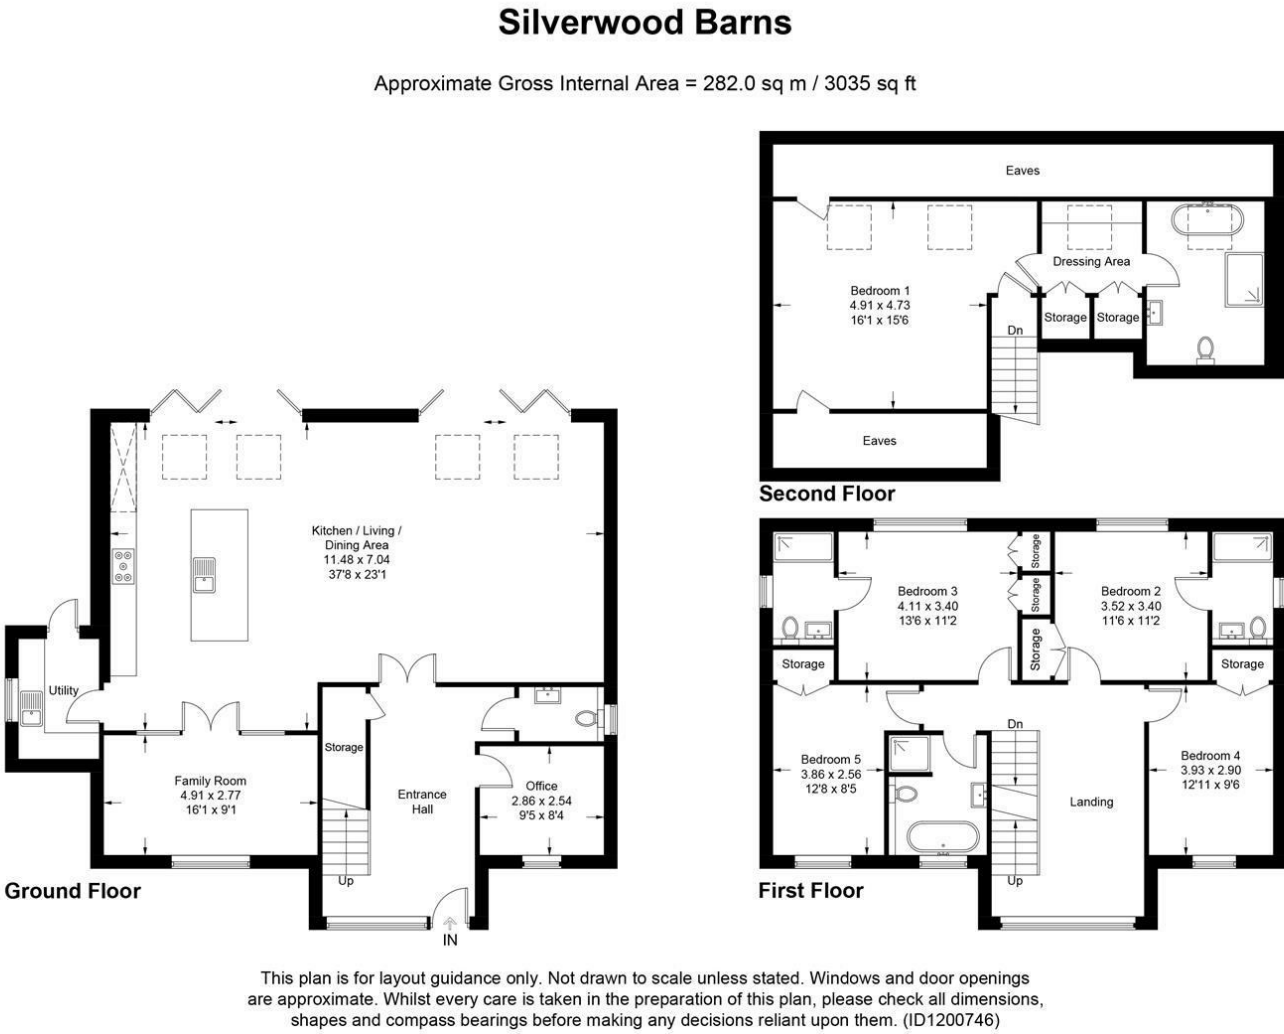 Silverwood Barns
Approximate Gross Internal Area = 282.0 sq m / 3035 sq ft
Eaves
Dressing Area
Bedroom 1
4.91 x 4.73
16'1 x 15'6
Storage
Storage
Dn
Eaves
Second Floor
Kitchen / Living /
Dining Area
11.48 x 7.04
37'8 x 23'1
Utility
Storage
Family Room
4.91 x 2.77
16'1 x 9'1
Entrance
Hall
Office
2.86 x 2.54
9'5 x 8'4
Up
IN
Ground Floor
Storage
Storage
Storage
Bedroom 3
4.11 x 3.40
13'6 x 11'2
Bedroom 2
3.52 x 3.40
11'6 x 11'2
Storage
Storage
Dn
Bedroom 5
3.86 x 2.56
12'8 x 8'5
Bedroom 4
3.93 x 2.90
12'11 x 9'6
Landing
Up
First Floor
This plan is for layout guidance only. Not drawn to scale unless stated. Windows and door openings
are approximate. Whilst every care is taken in the preparation of this plan, please check all dimensions,
shapes and compass bearings before making any decisions reliant upon them. (ID1200746)